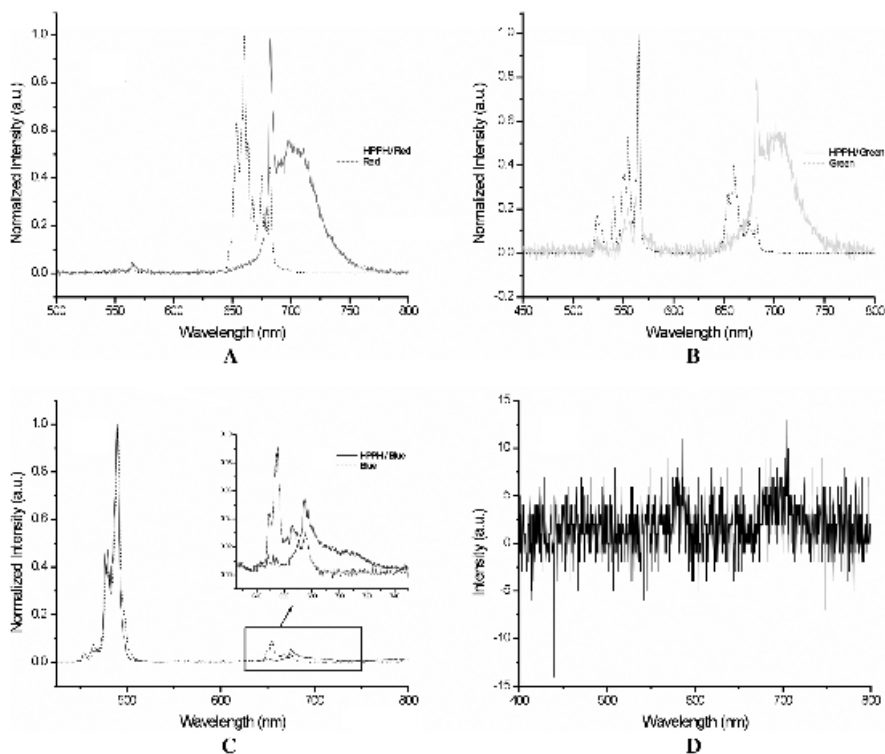 Normalized Intensity (a.u.)
1.0
0.8
0.6
0.4
0.2
0.0
HPPH/Red
Red
500 550 600 650 700 750 800
Wavelength (nm)
A
Normalized Intensity (a.u.)
1.0
0.8
0.6
0.4
0.2
0.0
-0.2
HPPH/Green
Green
450 500 550 600 650 700 750 800
Wavelength (nm)
B
Normalized Intensity (a.u.)
1.0
0.8
0.6
0.4
0.2
0.0
HPPH/Blue
Blue
500 600 700 800
Wavelength (nm)
C
Intensity (a.u.)
15
10
5
0
-5
-10
-15
400 500 600 700 800
Wavelength (nm)
D